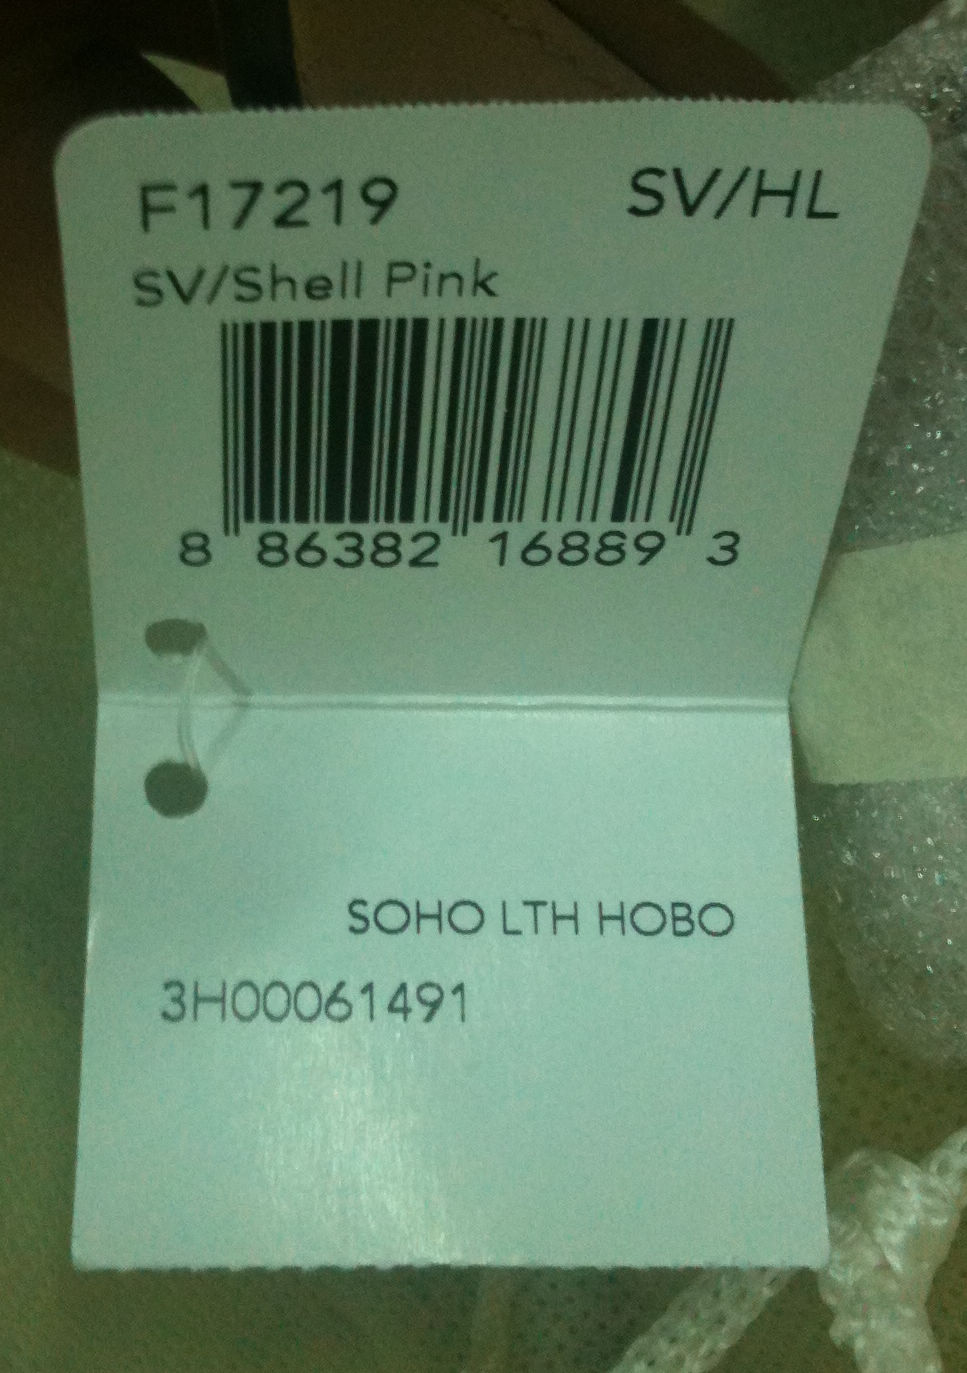 F17219 SV/HL
SV/Shell Pink
8 86382 16889 3
SOHO LTH HOBO
3H00061491